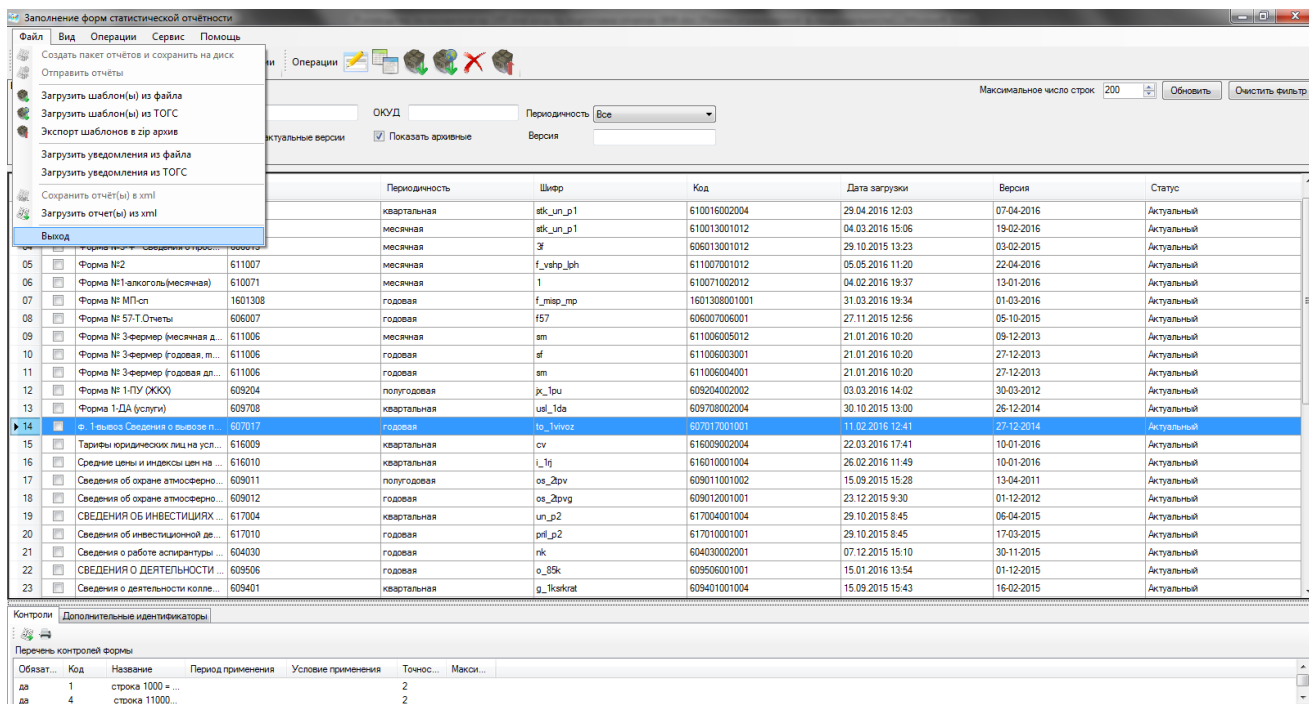 Заполнение форм статистической отчётности
Файл Вид Операции Сервис Помощь
Создать пакет отчётов и сохранить на диск
Отправить отчёты
Загрузить шаблон(ы) из файла
Загрузить шаблон(ы) из ТОГС
Экспорт шаблонов в zip архив
Загрузить уведомления из файла
Загрузить уведомления из ТОГС
Сохранить отчёт(ы) в xml
Загрузить отчет(ы) из xml
Выход
Операции
Максимальное число строк 200 Обновить Очистить фильтр
ОКУД Периодичность Все
актуальные версии Показать архивные Версия
Периодичность Шифр Код Дата загрузки Версия Статус
квартальная stk_un_p1 610016002004 29.04.2016 12:03 07-04-2016 Актуальный
месячная stk_un_p1 610013001012 04.03.2016 15:06 19-02-2016 Актуальный
месячная 3f 606013001012 29.10.2015 13:23 03-02-2015 Актуальный
05 Форма №2 611007 месячная f_vshp_lph 611007001012 05.05.2016 11:20 22-04-2016 Актуальный
06 Форма №1-алкоголь(месячная) 610071 месячная 1 610071002012 04.02.2016 19:37 13-01-2016 Актуальный
07 Форма № МП-сп 1601308 годовая f_misp_mp 1601308001001 31.03.2016 19:34 01-03-2016 Актуальный
08 Форма № 57-Т.Отчеты 606007 годовая f57 606007006001 27.11.2015 12:56 05-10-2015 Актуальный
09 Форма № 3-фермер (месячная д... 611006 месячная sm 611006005012 21.01.2016 10:20 09-12-2013 Актуальный
10 Форма № 3-фермер (годовая, m... 611006 годовая sf 611006003001 21.01.2016 10:20 27-12-2013 Актуальный
11 Форма № 3-фермер (годовая дл... 611006 годовая sm 611006004001 21.01.2016 10:20 27-12-2013 Актуальный
12 Форма № 1-ПУ (ЖКХ) 609204 полугодовая jx_1pu 609204002002 03.03.2016 14:02 30-03-2012 Актуальный
13 Форма 1-ДА (услуги) 609708 квартальная usl_1da 609708002004 30.10.2015 13:00 26-12-2014 Актуальный
14 ф. 1-вывоз Сведения о вывозе п... 607017 годовая to_1vivoz 607017001001 11.02.2016 12:41 27-12-2014 Актуальный
15 Тарифы юридических лиц на усл... 616009 квартальная cv 616009002004 22.03.2016 17:41 10-01-2016 Актуальный
16 Средние цены и индексы цен на ... 616010 квартальная i_1rj 616010001004 26.02.2016 11:49 10-01-2016 Актуальный
17 Сведения об охране атмосферно... 609011 полугодовая os_2tpv 609011001002 15.09.2015 15:28 13-04-2011 Актуальный
18 Сведения об охране атмосферно... 609012 годовая os_2tpvg 609012001001 23.12.2015 9:30 01-12-2012 Актуальный
19 СВЕДЕНИЯ ОБ ИНВЕСТИЦИЯХ ... 617004 квартальная un_p2 617004001004 29.10.2015 8:45 06-04-2015 Актуальный
20 Сведения об инвестиционной де... 617010 годовая pril_p2 617010001001 29.10.2015 8:45 17-03-2015 Актуальный
21 Сведения о работе аспирантуры ... 604030 годовая nk 604030002001 07.12.2015 15:10 30-11-2015 Актуальный
22 СВЕДЕНИЯ О ДЕЯТЕЛЬНОСТИ ... 609506 годовая o_85k 609506001001 15.01.2016 13:54 01-12-2015 Актуальный
23 Сведения о деятельности колле... 609401 квартальная g_1ksrkrat 609401001004 15.09.2015 15:43 16-02-2015 Актуальный
Контроли Дополнительные идентификаторы
Перечень контролей формы
Обязат... Код Название Период применения Условие применения Точнос... Макси...
да 1 строка 1000 = ... 2
да 4 строка 11000... 2